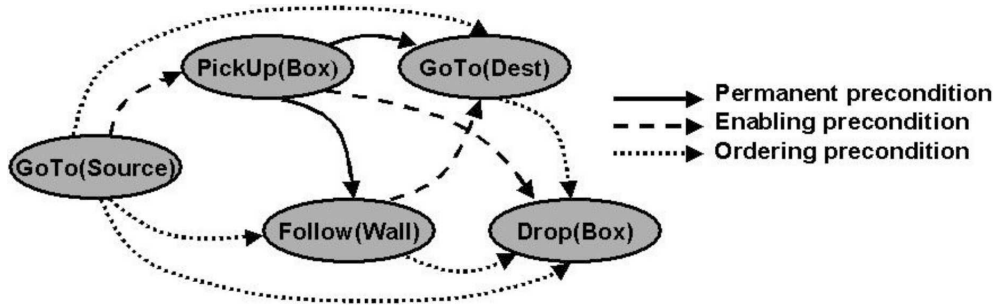 PickUp(Box)
GoTo(Dest)
GoTo(Source)
Follow(Wall)
Drop(Box)
Permanent precondition
Enabling precondition
Ordering precondition